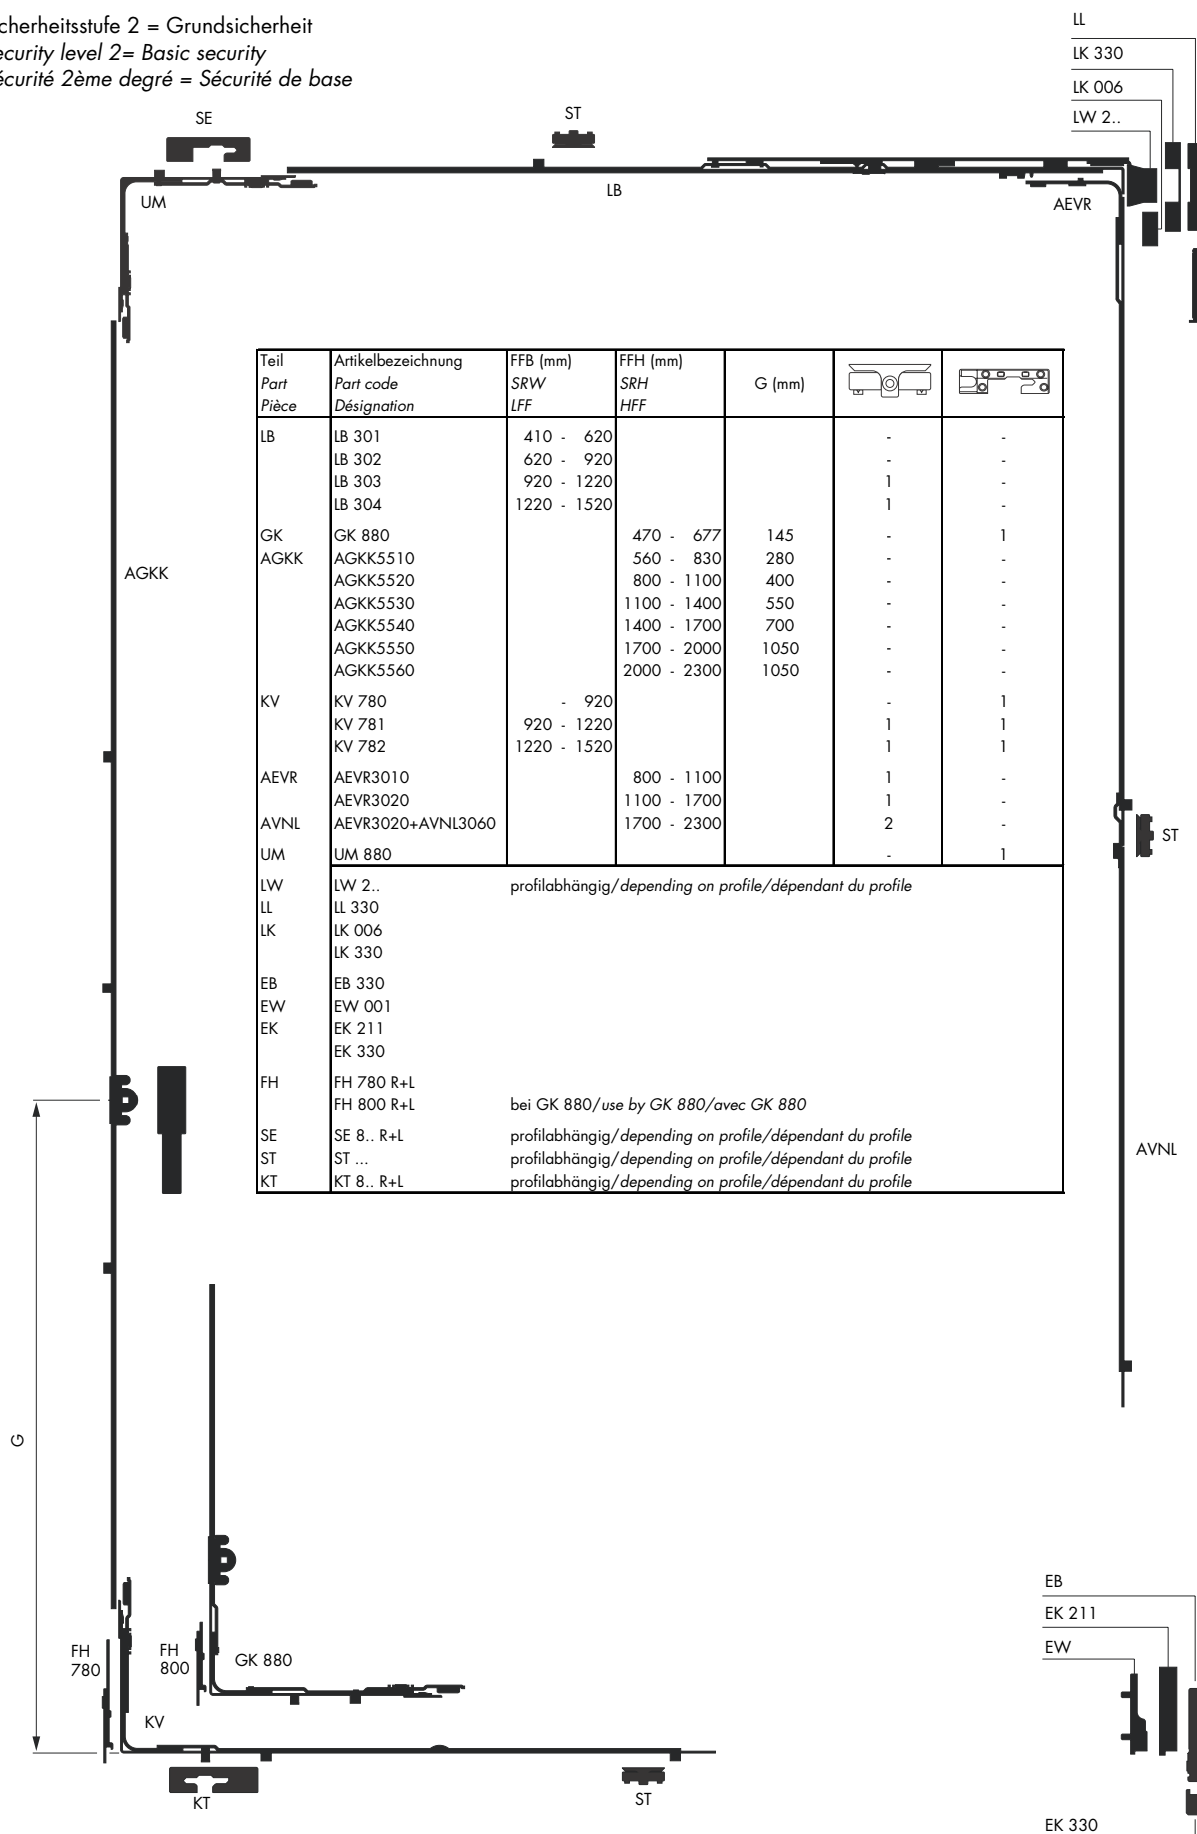 cherheitsstufe 2 = Grundsicherheit
ecurity level 2= Basic security
écurité 2ème degré = Sécurité de base
LL
LK 330
LK 006
LW 2..
SE
ST
UM
LB
AEVR
AGKK
Teil Artikelbezeichnung FFB (mm) FFH (mm)
Part Part code SRW SRH G (mm)
Pièce Désignation LFF HFF
LB LB 301 410 - 620 - -
LB 302 620 - 920 - -
LB 303 920 - 1220 1 -
LB 304 1220 - 1520 1 -
GK GK 880 470 - 677 145 - 1
AGKK AGKK5510 560 - 830 280 - -
AGKK5520 800 - 1100 400 - -
AGKK5530 1100 - 1400 550 - -
AGKK5540 1400 - 1700 700 - -
AGKK5550 1700 - 2000 1050 - -
AGKK5560 2000 - 2300 1050 - -
KV KV 780 - 920 - 1
KV 781 920 - 1220 1 1
KV 782 1220 - 1520 1 1
AEVR AEVR3010 800 - 1100 1 -
AEVR3020 1100 - 1700 1 -
AVNL AEVR3020+AVNL3060 1700 - 2300 2 -
UM UM 880 - 1
LW LW 2.. profilabhängig/depending on profile/dépendant du profile
LL LL 330
LK LK 006
LK 330
EB EB 330
EW EW 001
EK EK 211
EK 330
FH FH 780 R+L
FH 800 R+L bei GK 880/use by GK 880/avec GK 880
SE SE 8.. R+L profilabhängig/depending on profile/dépendant du profile
ST ST ... profilabhängig/depending on profile/dépendant du profile
KT KT 8.. R+L profilabhängig/depending on profile/dépendant du profile
ST
AVNL
G
FH
780
FH
800
GK 880
KV
KT
ST
EB
EK 211
EW
EK 330